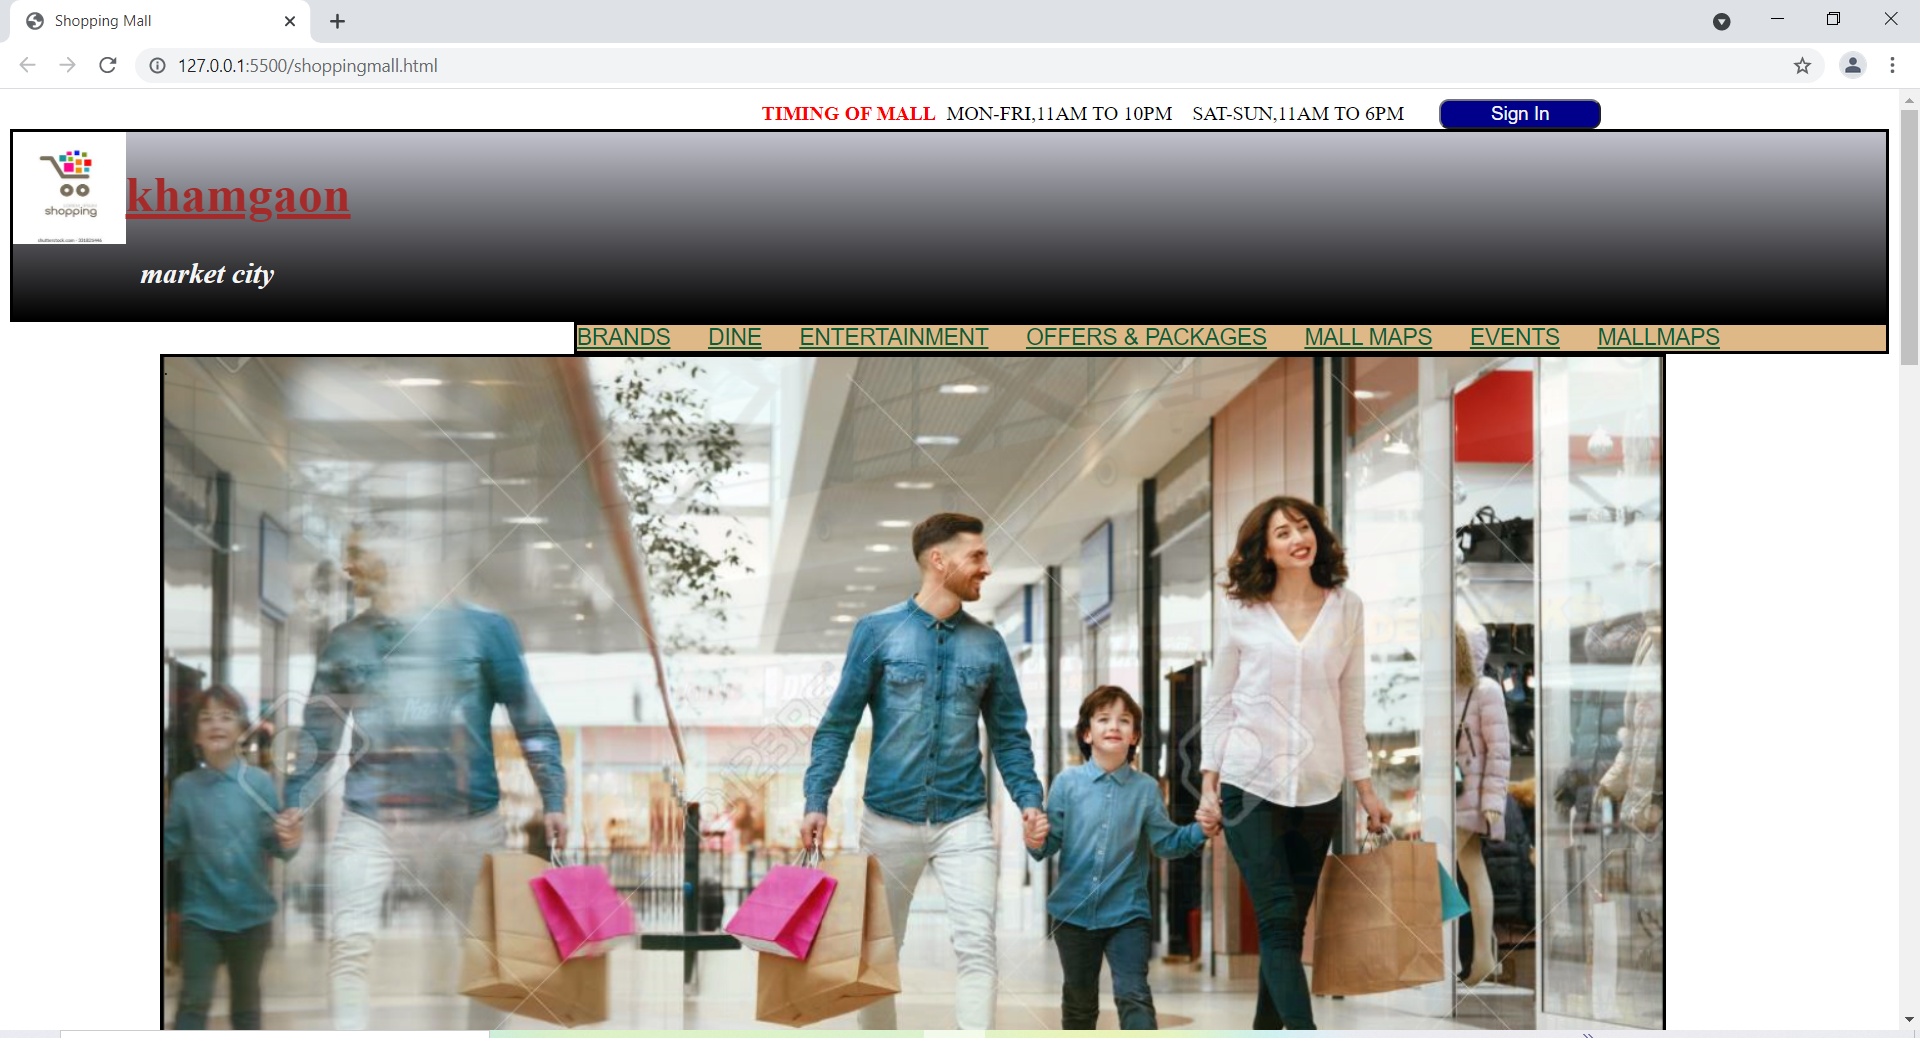 Shopping Mall
127.0.0.1:5500/shoppingmall.html
TIMING OF MALL MON-FRI,11AM TO 10PM SAT-SUN,11AM TO 6PM Sign In
shopping
khamgaon
market city
BRANDS DINE ENTERTAINMENT OFFERS & PACKAGES MALL MAPS EVENTS MALLMAPS
123RF